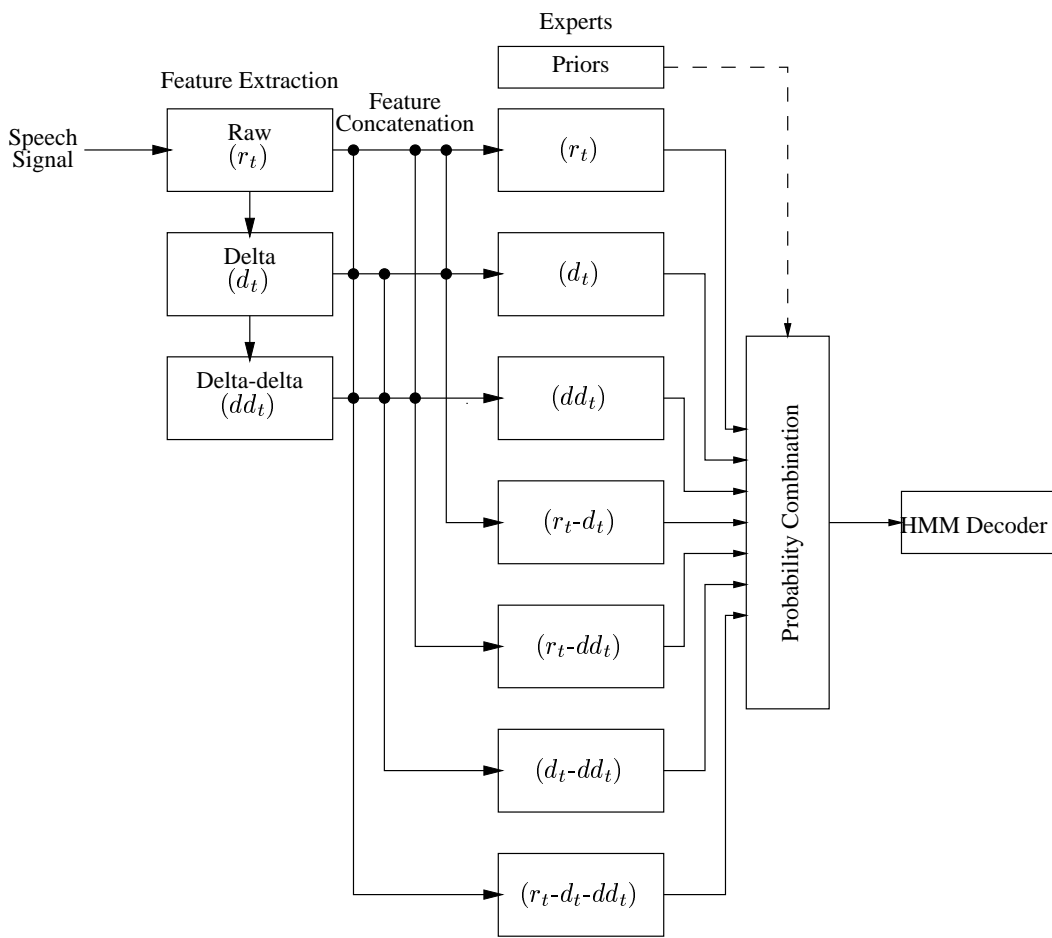 Experts
Priors
Feature Extraction
Feature
Concatenation
Speech
Signal
Raw
(r_t)
(r_t)
Delta
(d_t)
(d_t)
Delta-delta
(dd_t)
(dd_t)
(r_t-d_t)
(r_t-dd_t)
(d_t-dd_t)
(r_t-d_t-dd_t)
Probability Combination
HMM Decoder